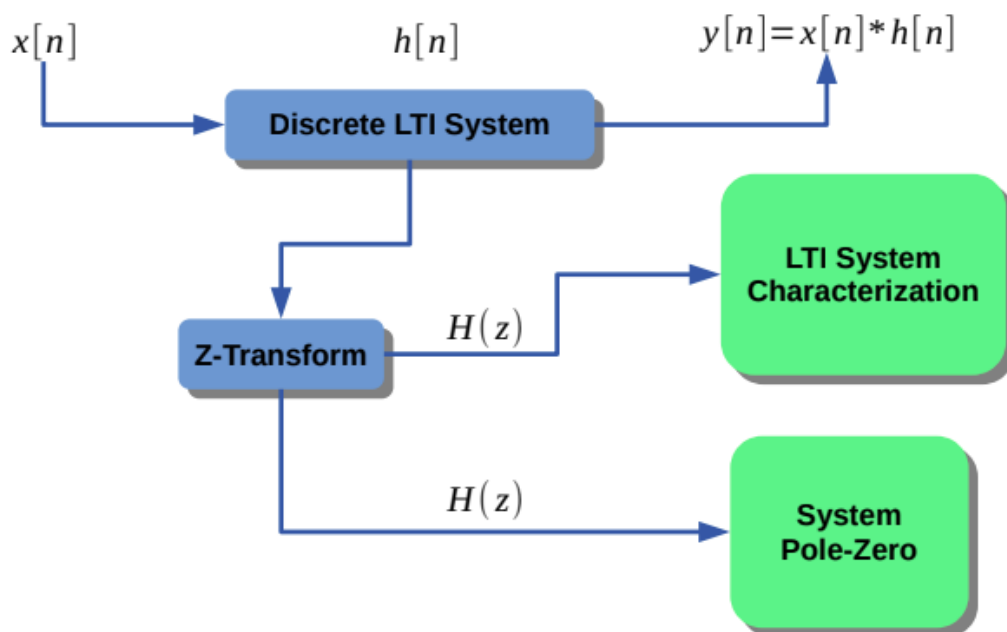 x[n]
h[n]
y[n]=x[n]*h[n]
Discrete LTI System
LTI System
Characterization
H(z)
Z-Transform
H(z)
System
Pole-Zero